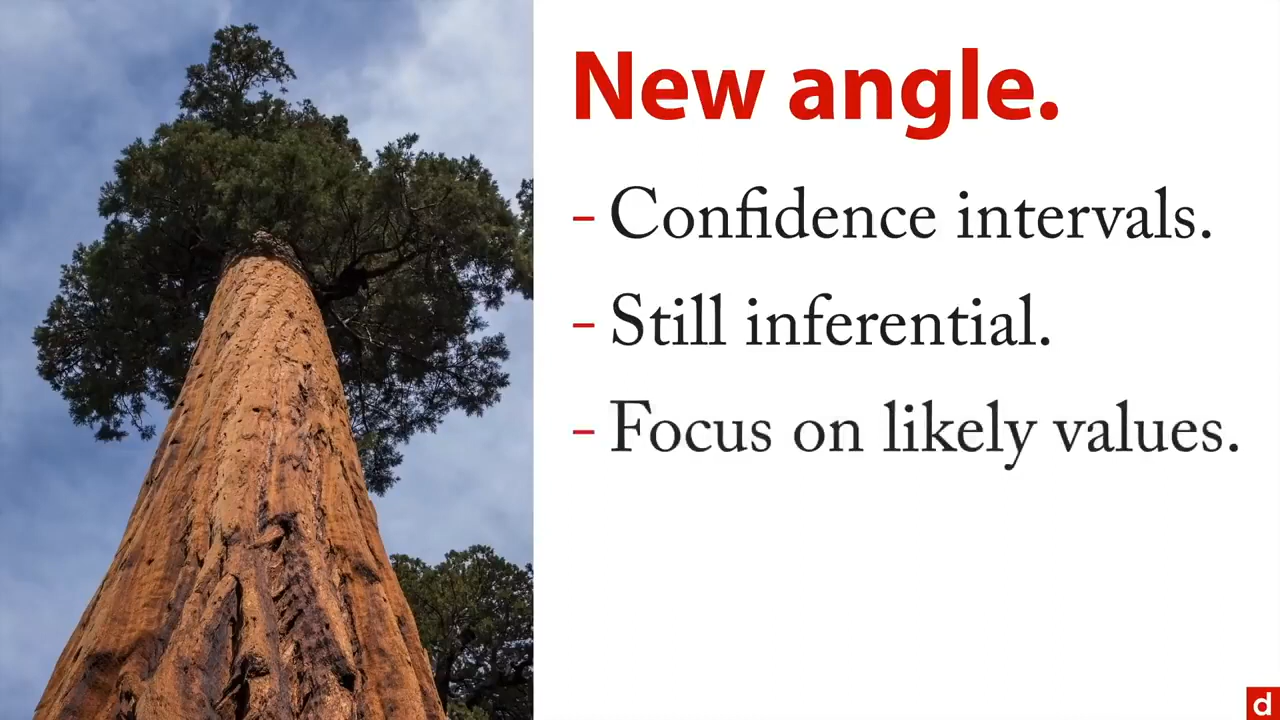 New angle.
- Confidence intervals.
- Still inferential.
- Focus on likely values.
d